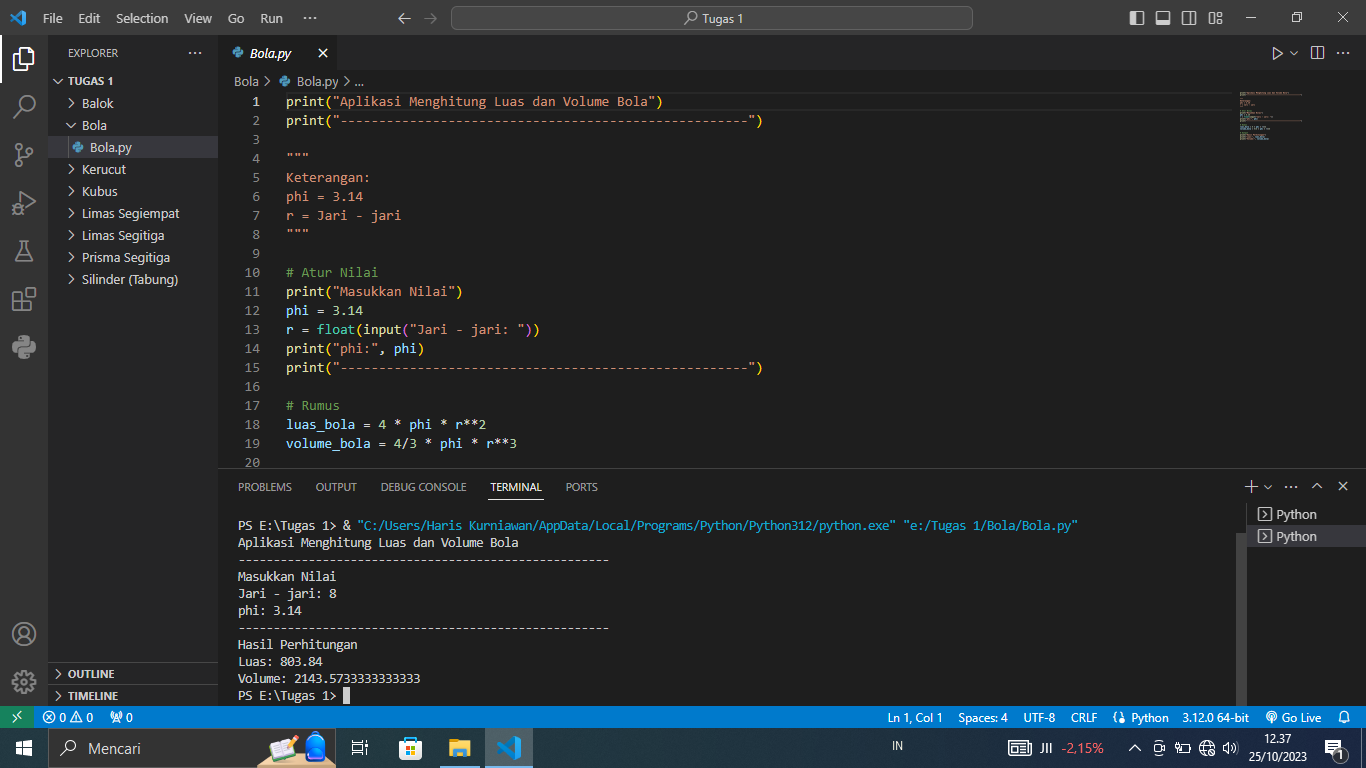 File Edit Selection View Go Run ··· Tugas 1
EXPLORER ···
TUGAS 1
Balok
Bola
Bola.py
Kerucut
Kubus
Limas Segiempat
Limas Segitiga
Prisma Segitiga
Silinder (Tabung)
OUTLINE
TIMELINE
Bola.py
Bola > Bola.py > ...
1 print("Aplikasi Menghitung Luas dan Volume Bola")
2 print("-----------------------------------------------------")
3
4 """
5 Keterangan:
6 phi = 3.14
7 r = Jari - jari
8 """
9
10 # Atur Nilai
11 print("Masukkan Nilai")
12 phi = 3.14
13 r = float(input("Jari - jari: "))
14 print("phi:", phi)
15 print("-----------------------------------------------------")
16
17 # Rumus
18 luas_bola = 4 * phi * r**2
19 volume_bola = 4/3 * phi * r**3
20
PROBLEMS OUTPUT DEBUG CONSOLE TERMINAL PORTS
PS E:\Tugas 1> & "C:/Users/Haris Kurniawan/AppData/Local/Programs/Python/Python312/python.exe" "e:/Tugas 1/Bola/Bola.py"
Aplikasi Menghitung Luas dan Volume Bola
-----------------------------------------------------
Masukkan Nilai
Jari - jari: 8
phi: 3.14
-----------------------------------------------------
Hasil Perhitungan
Luas: 803.84
Volume: 2143.5733333333333
PS E:\Tugas 1>
Python
Python
0 0 0 Ln 1, Col 1 Spaces: 4 UTF-8 CRLF Python 3.12.0 64-bit Go Live
Mencari IN JII -2,15% 12.37
25/10/2023 1